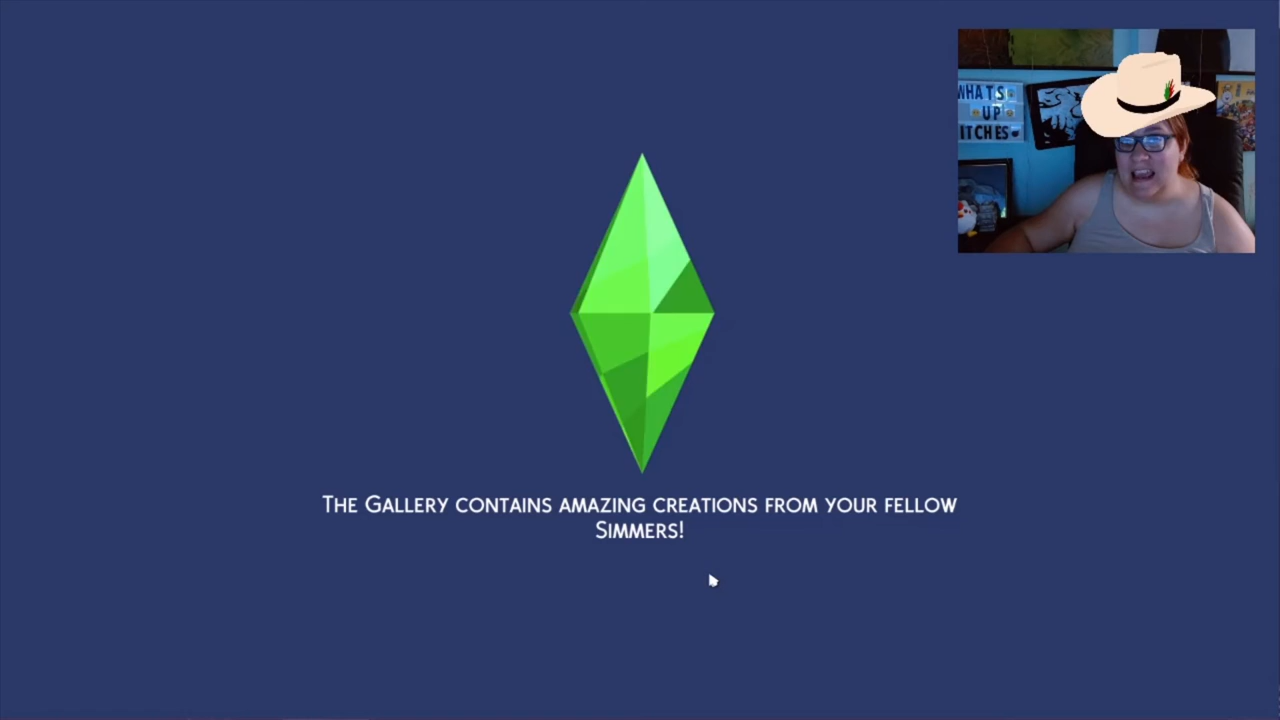 WHATS
UP
ITCHES
The Gallery contains amazing creations from your fellow
Simmers!